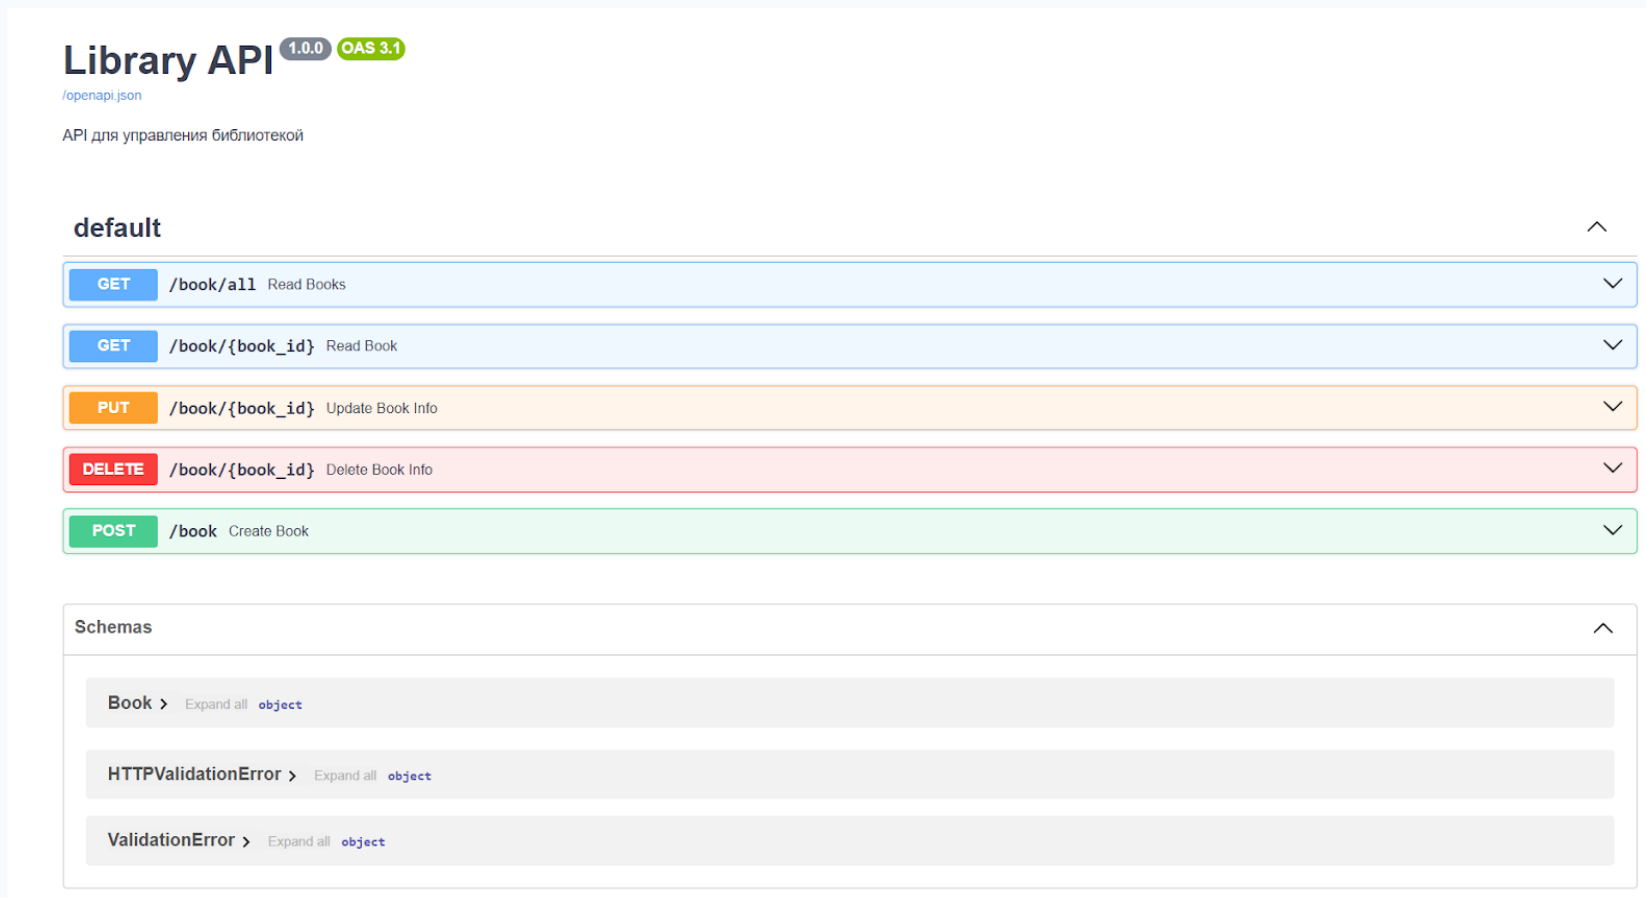 Library API 1.0.0 OAS 3.1
/openapi.json
API для управления библиотекой
default
GET /book/all Read Books
GET /book/{book_id} Read Book
PUT /book/{book_id} Update Book Info
DELETE /book/{book_id} Delete Book Info
POST /book Create Book
Schemas
Book Expand all object
HTTPValidationError Expand all object
ValidationError Expand all object